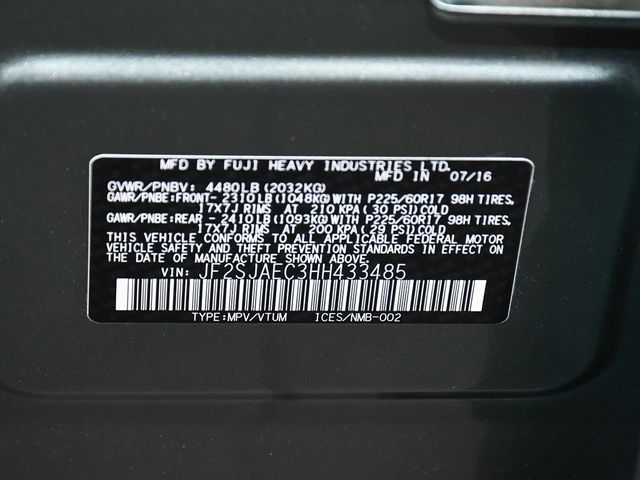 MFD BY FUJI HEAVY INDUSTRIES LTD.
MFD IN 07/16
GVWR/PNBV: 4480LB(2032KG)
GAWR/PNBE:FRONT- 2310LB(1048KG)WITH P225/60R17 98H TIRES,
17X7J RIMS AT 210 KPA(30 PSI)COLD
GAWR/PNBE:REAR - 2410LB(1093KG)WITH P225/60R17 98H TIRES,
17X7J RIMS AT 200 KPA(29 PSI)COLD
THIS VEHICLE CONFORMS TO ALL APPLICABLE FEDERAL MOTOR
VEHICLE SAFETY AND THEFT PREVENTION STANDARDS IN EFFECT ON
THE DATE OF MANUFACTURE SHOWN ABOVE.
VIN: JF2SJAEC3HH433485
TYPE:MPV/VTUM ICES/NMB-002